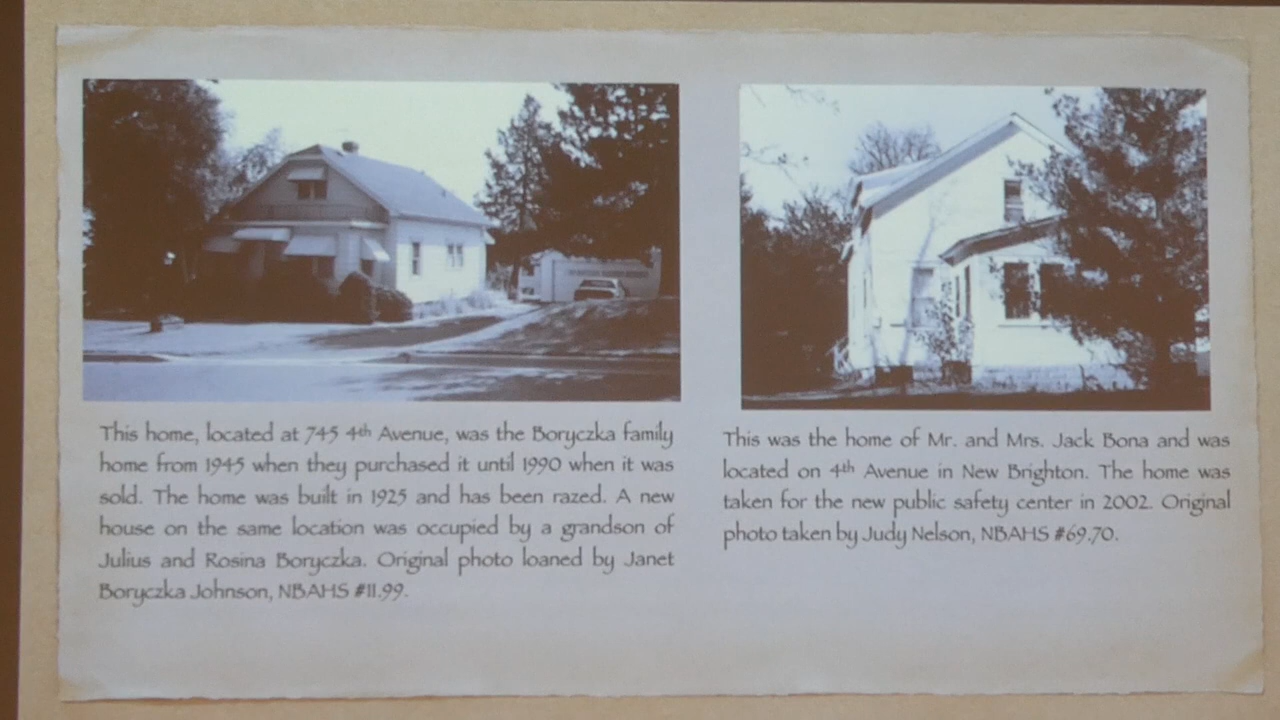 This home, located at 745 4th Avenue, was the Boryczka family
home from 1945 when they purchased it until 1990 when it was
sold. The home was built in 1925 and has been razed. A new
house on the same location was occupied by a grandson of
Julius and Rosina Boryczka. Original photo loaned by Janet
Boryczka Johnson, NBAHS #11.99.
This was the home of Mr. and Mrs. Jack Bona and was
located on 4th Avenue in New Brighton. The home was
taken for the new public safety center in 2002. Original
photo taken by Judy Nelson, NBAHS #69.70.